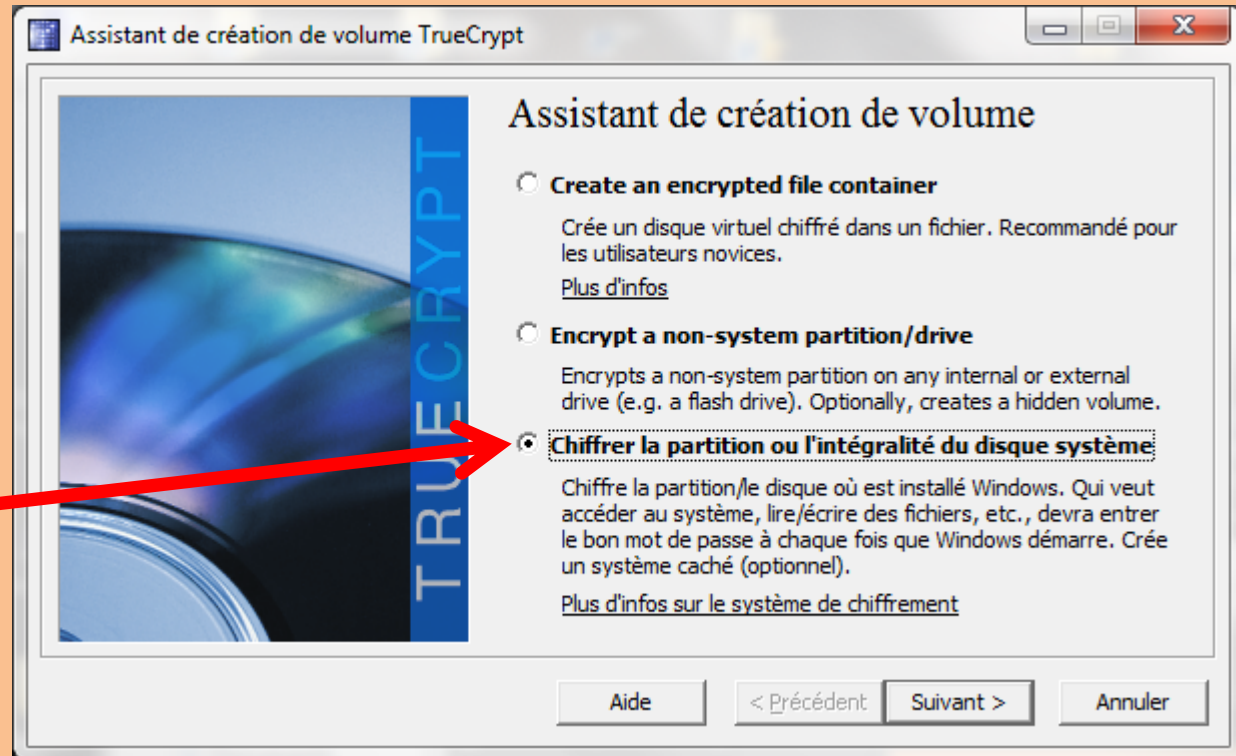 Assistant de création de volume TrueCrypt
TRUECRYPT
Assistant de création de volume
Create an encrypted file container
Crée un disque virtuel chiffré dans un fichier. Recommandé pour
les utilisateurs novices.
Plus d'infos
Encrypt a non-system partition/drive
Encrypts a non-system partition on any internal or external
drive (e.g. a flash drive). Optionally, creates a hidden volume.
Chiffrer la partition ou l'intégralité du disque système
Chiffre la partition/le disque où est installé Windows. Qui veut
accéder au système, lire/écrire des fichiers, etc., devra entrer
le bon mot de passe à chaque fois que Windows démarre. Crée
un système caché (optionnel).
Plus d'infos sur le système de chiffrement
Aide < Précédent Suivant > Annuler